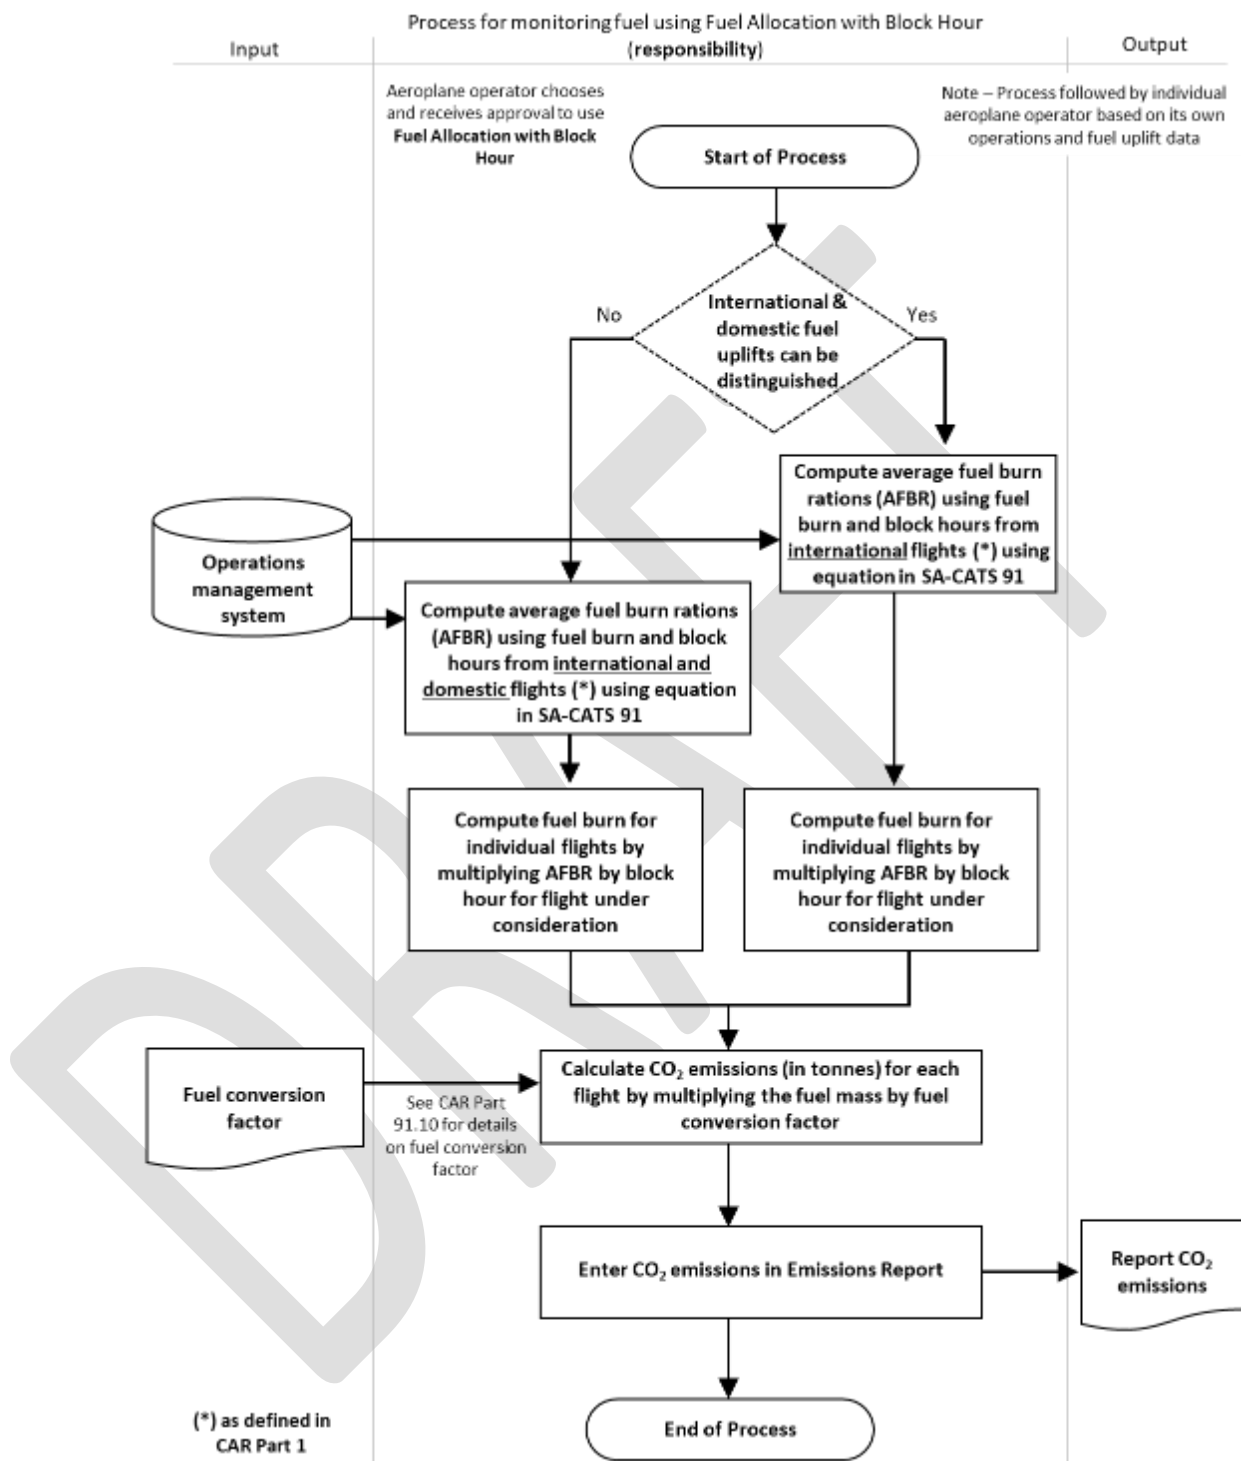 Process for monitoring fuel using Fuel Allocation with Block Hour
(responsibility)
Input
Output
Aeroplane operator chooses
and receives approval to use
Fuel Allocation with Block
Hour
Note – Process followed by individual
aeroplane operator based on its own
operations and fuel uplift data
Start of Process
International &
domestic fuel
uplifts can be
distinguished
No
Yes
Compute average fuel burn
rations (AFBR) using fuel
burn and block hours from
international flights (*) using
equation in SA-CATS 91
Operations
management
system
Compute average fuel burn rations
(AFBR) using fuel burn and block
hours from international and
domestic flights (*) using equation
in SA-CATS 91
Compute fuel burn for
individual flights by
multiplying AFBR by block
hour for flight under
consideration
Compute fuel burn for
individual flights by
multiplying AFBR by block
hour for flight under
consideration
Fuel conversion
factor
See CAR Part
91.10 for details
on fuel conversion
factor
Calculate CO₂ emissions (in tonnes) for each
flight by multiplying the fuel mass by fuel
conversion factor
Enter CO₂ emissions in Emissions Report
Report CO₂
emissions
End of Process
(*) as defined in
CAR Part 1
DRAFT